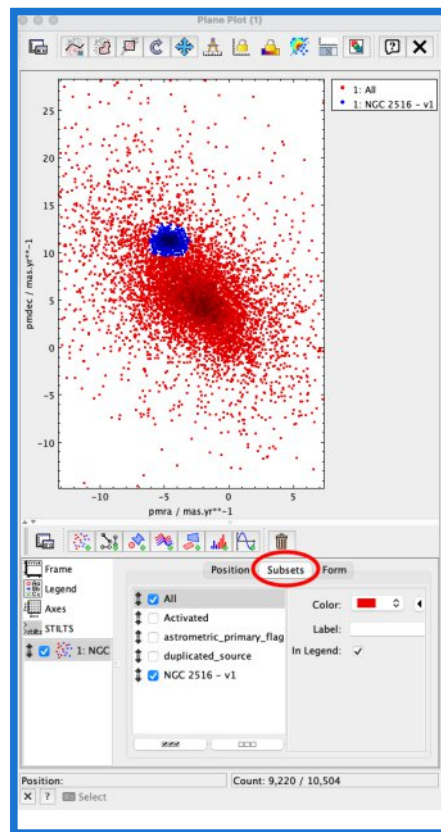 Plane Plot (1)
1: All
1: NGC 2516 - v1
25
20
15
10
5
0
-5
-10
pmdec / mas.yr**-1
-10
-5
0
5
pmra / mas.yr**-1
Position
Subsets
Form
Frame
Legend
Axes
STILTS
1: NGC
All
Activated
astrometric_primary_flag
duplicated_source
NGC 2516 - v1
Color:
Label:
In Legend:
Position:
Count: 9,220 / 10,504
Select